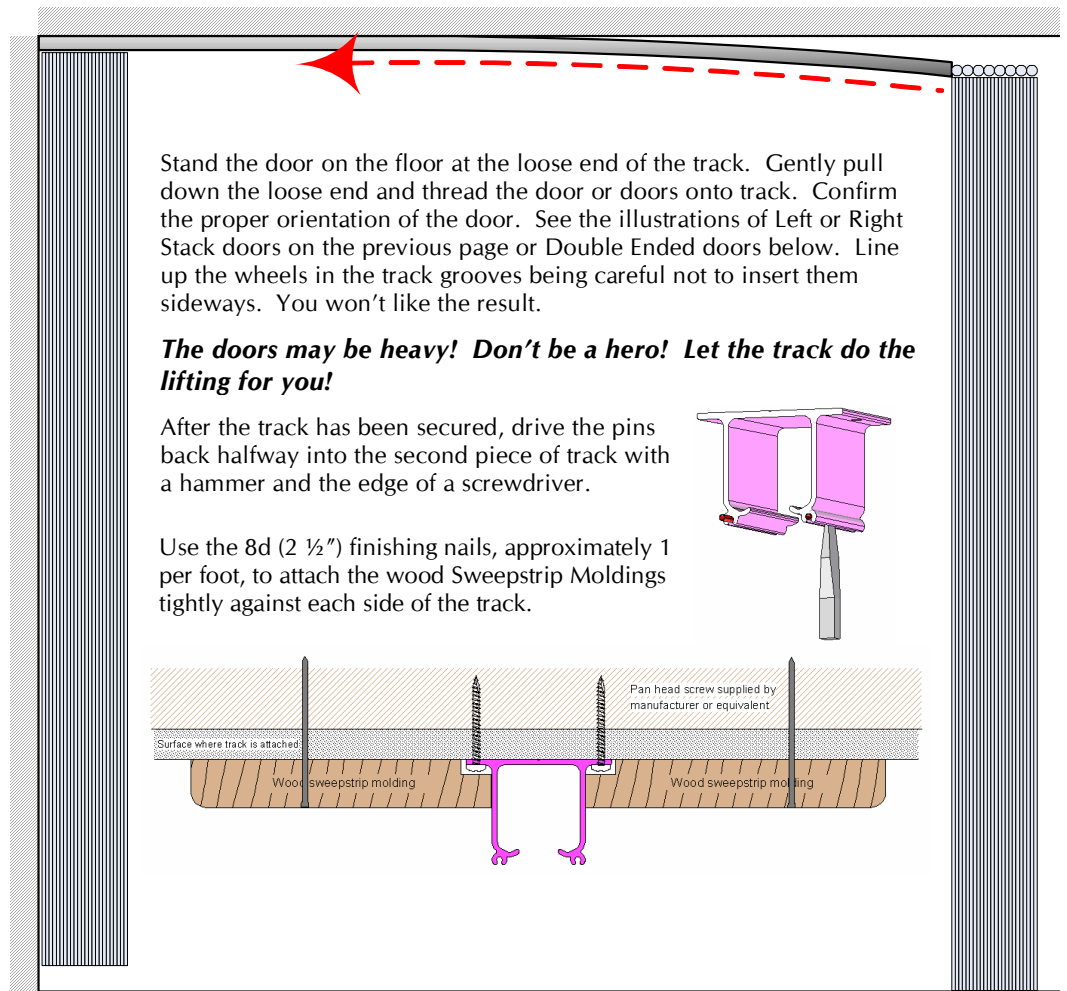 Stand the door on the floor at the loose end of the track.  Gently pull
down the loose end and thread the door or doors onto track.  Confirm
the proper orientation of the door.  See the illustrations of Left or Right
Stack doors on the previous page or Double Ended doors below.  Line
up the wheels in the track grooves being careful not to insert them
sideways.  You won’t like the result.
The doors may be heavy!  Don’t be a hero!  Let the track do the
lifting for you!
After the track has been secured, drive the pins
back halfway into the second piece of track with
a hammer and the edge of a screwdriver.
Use the 8d (2 ½″) finishing nails, approximately 1
per foot, to attach the wood Sweepstrip Moldings
tightly against each side of the track.
Pan head screw supplied by
manufacturer or equivalent
Surface where track is attached
Wood sweepstrip molding
Wood sweepstrip molding